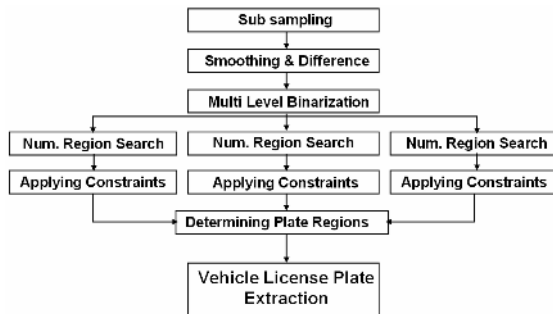 Sub sampling
Smoothing & Difference
Multi Level Binarization
Num. Region Search
Num. Region Search
Num. Region Search
Applying Constraints
Applying Constraints
Applying Constraints
Determining Plate Regions
Vehicle License Plate
Extraction